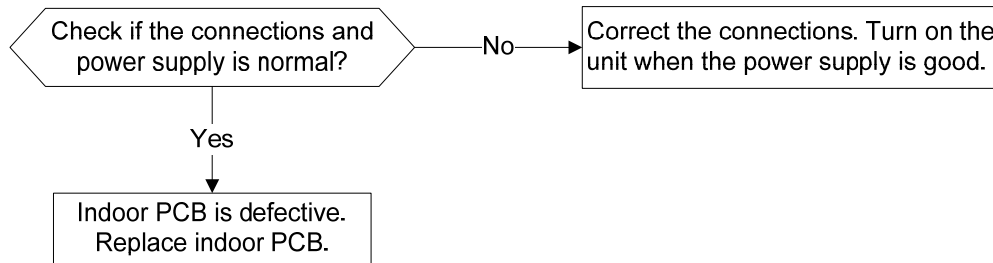 Check if the connections and
power supply is normal?
No
Correct the connections. Turn on the
unit when the power supply is good.
Yes
Indoor PCB is defective.
Replace indoor PCB.